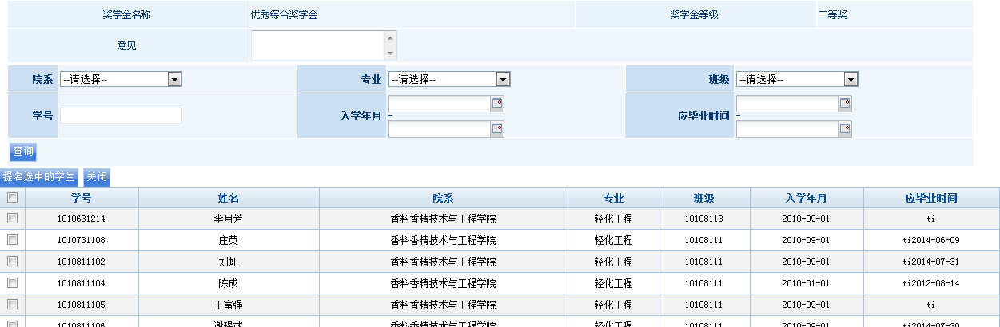 奖学金名称 优秀综合奖学金 奖学金等级 二等奖
意见
院系 --请选择-- 专业 --请选择-- 班级 --请选择--
学号 入学年月 - 应毕业时间 -
查询
提名选中的学生 关闭
学号 姓名 院系 专业 班级 入学年月 应毕业时间
1010631214 李月芳 香料香精技术与工程学院 轻化工程 10108113 2010-09-01 ti
1010731108 庄英 香料香精技术与工程学院 轻化工程 10108111 2010-09-01 ti2014-06-09
1010811102 刘虹 香料香精技术与工程学院 轻化工程 10108111 2010-09-01 ti2014-07-31
1010811104 陈成 香料香精技术与工程学院 轻化工程 10108111 2010-01-01 ti2012-08-14
1010811105 王富强 香料香精技术与工程学院 轻化工程 10108111 2010-09-01 ti
1010811106 香料香精技术与工程学院 轻化工程 10108111 2010-09-01 ti2014-07-30